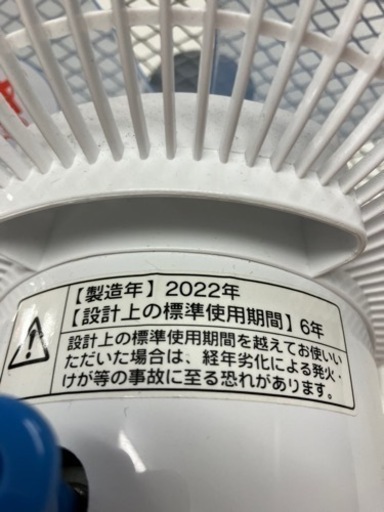 【製造年】2022年
【設計上の標準使用期間】6年
設計上の標準使用期間を越えてお使いい
ただいた場合は、経年劣化による発火・
けが等の事故に至る恐れがあります。